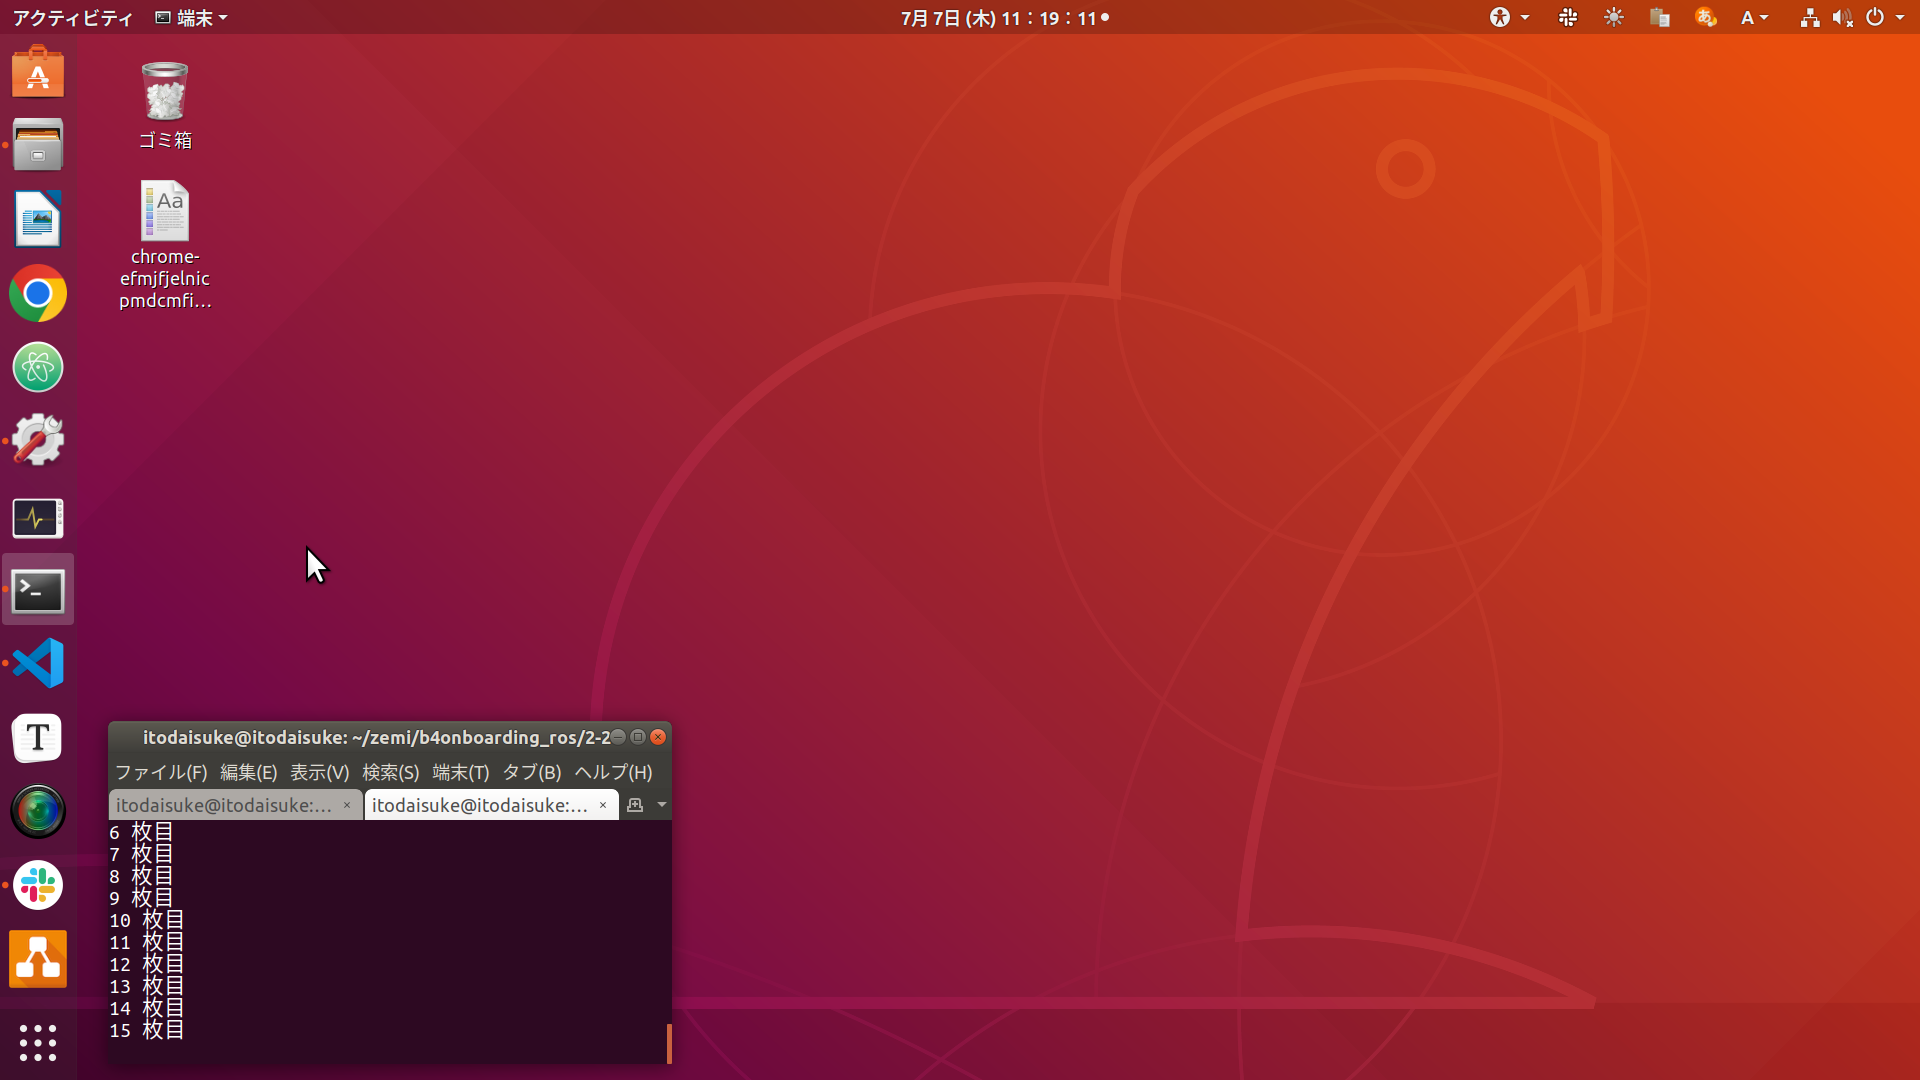 アクティビティ 端末 7月 7日 (木) 11：19：11 あ A
ゴミ箱
Aa
chrome-
efmjfjelnic
pmdcmfi…
T
itodaisuke@itodaisuke: ~/zemi/b4onboarding_ros/2-2
ファイル(F) 編集(E) 表示(V) 検索(S) 端末(T) タブ(B) ヘルプ(H)
itodaisuke@itodaisuke:… × itodaisuke@itodaisuke:… ×
6 枚目
7 枚目
8 枚目
9 枚目
10 枚目
11 枚目
12 枚目
13 枚目
14 枚目
15 枚目